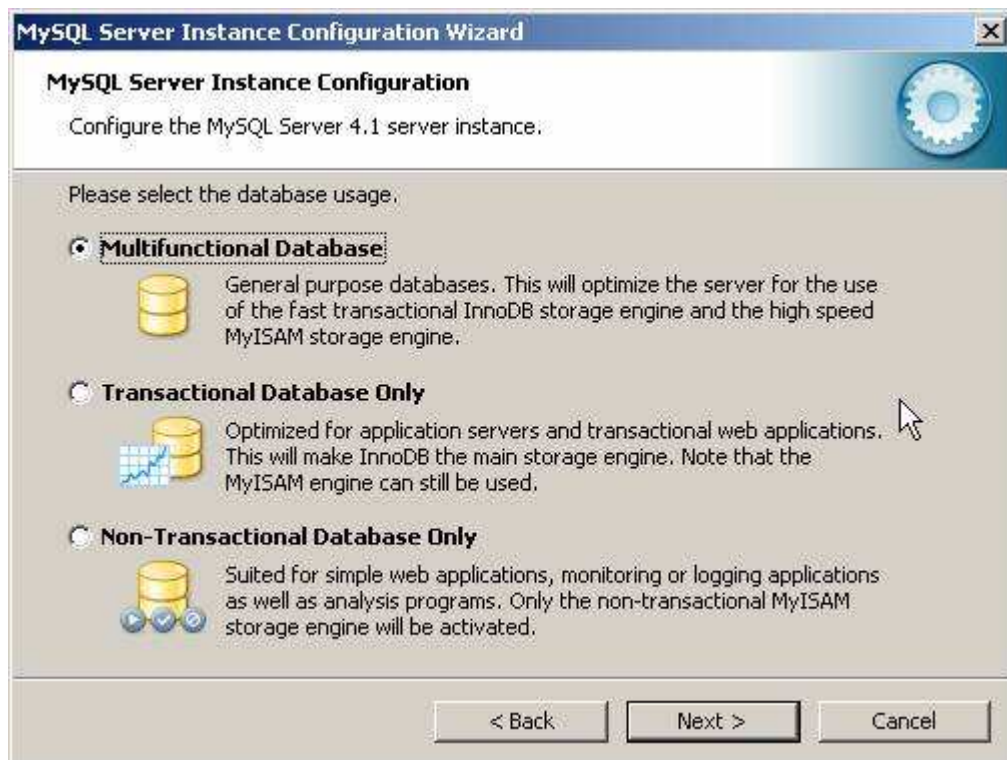 MySQL Server Instance Configuration Wizard
MySQL Server Instance Configuration
Configure the MySQL Server 4.1 server instance.
Please select the database usage.
Multifunctional Database
General purpose databases. This will optimize the server for the use
of the fast transactional InnoDB storage engine and the high speed
MyISAM storage engine.
Transactional Database Only
Optimized for application servers and transactional web applications.
This will make InnoDB the main storage engine. Note that the
MyISAM engine can still be used.
Non-Transactional Database Only
Suited for simple web applications, monitoring or logging applications
as well as analysis programs. Only the non-transactional MyISAM
storage engine will be activated.
< Back
Next >
Cancel